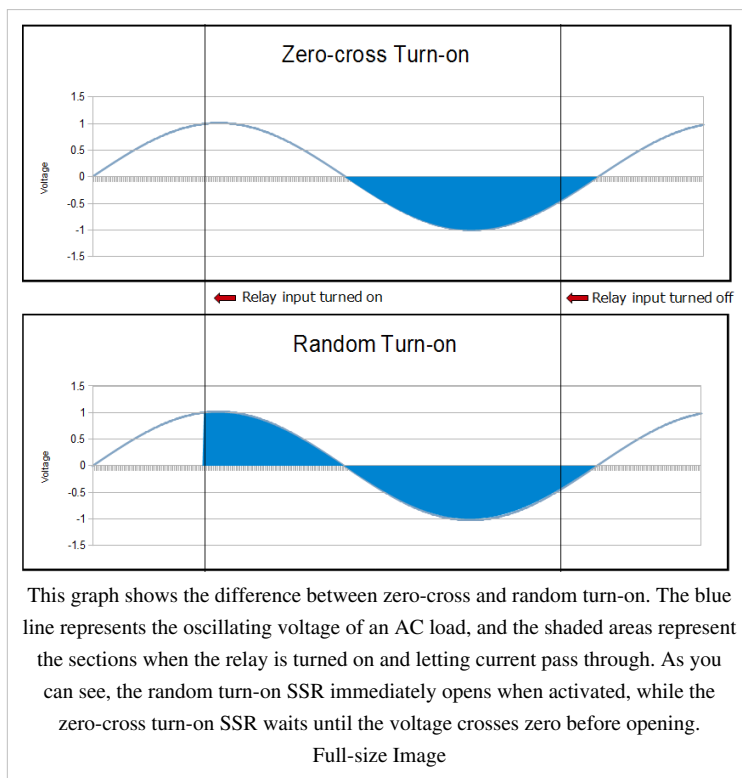 Zero-cross Turn-on
1.5
1
0.5
0
-0.5
-1
-1.5
Voltage
Relay input turned on
Relay input turned off
Random Turn-on
1.5
1
0.5
0
-0.5
-1
-1.5
Voltage
This graph shows the difference between zero-cross and random turn-on. The blue
line represents the oscillating voltage of an AC load, and the shaded areas represent
the sections when the relay is turned on and letting current pass through. As you
can see, the random turn-on SSR immediately opens when activated, while the
zero-cross turn-on SSR waits until the voltage crosses zero before opening.
Full-size Image